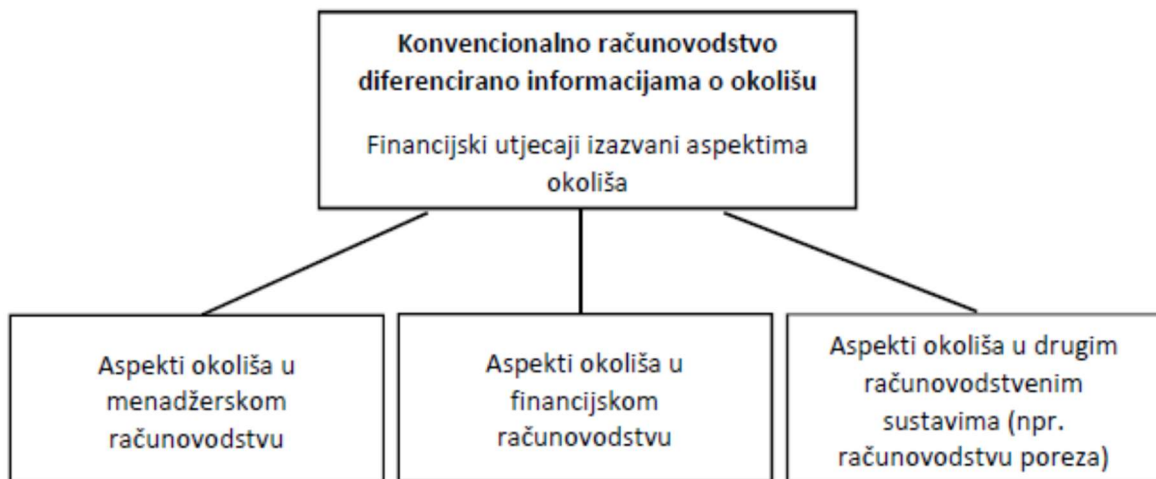 Konvencionalno računovodstvo
diferencirano informacijama o okolišu
Financijski utjecaji izazvani aspektima
okoliša
Aspekti okoliša u
menadžerskom
računovodstvu
Aspekti okoliša u
financijskom
računovodstvu
Aspekti okoliša u drugim
računovodstvenim
sustavima (npr.
računovodstvu poreza)